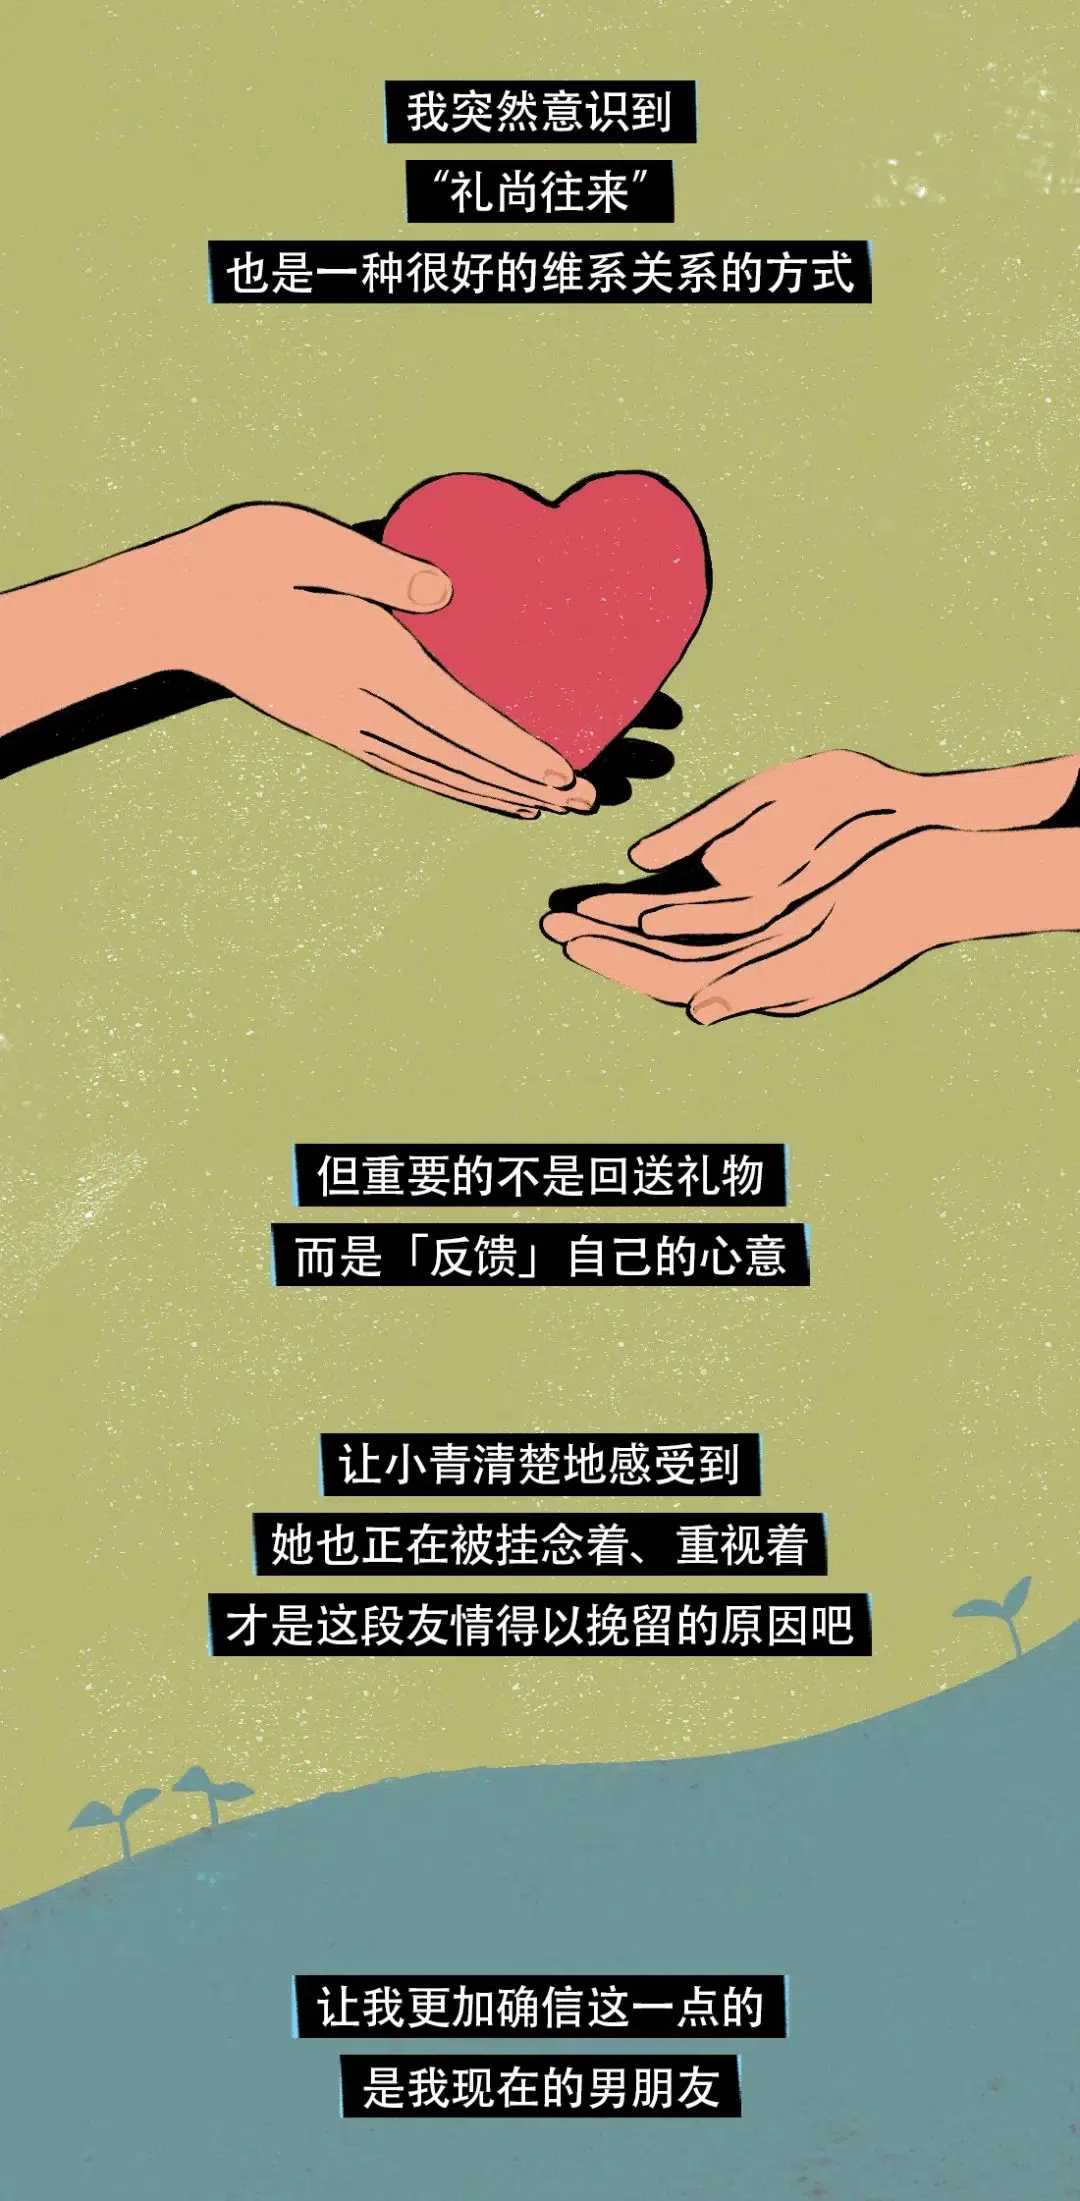 我突然意识到
“礼尚往来”
也是一种很好的维系关系的方式
但重要的不是回送礼物
而是「反馈」自己的心意
让小青清楚地感受到
她也正在被挂念着、重视着
才是这段友情得以挽留的原因吧
让我更加确信这一点的
是我现在的男朋友